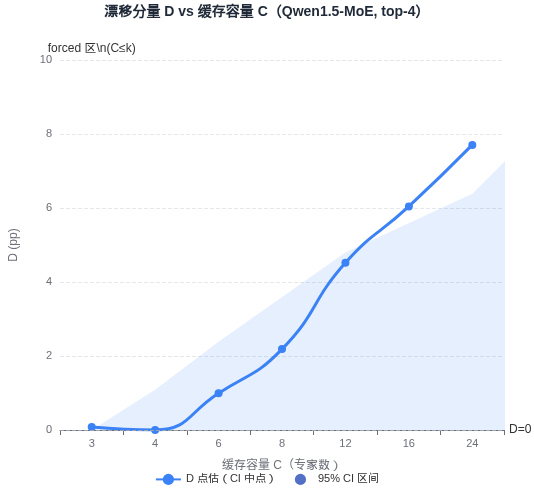 漂移分量 D vs 缓存容量 C（Qwen1.5-MoE, top-4）
forced 区\n(C≤k)
10
8
6
4
2
0
D (pp)
D=0
3 4 6 8 12 16 24
缓存容量 C（专家数）
D 点估 ( CI 中点 )
95% CI 区间